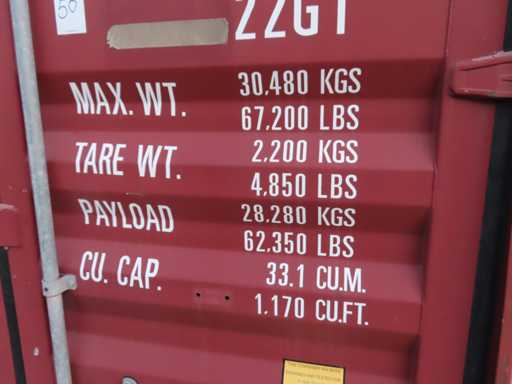 50
22G1
MAX. WT. 30,480 KGS
67,200 LBS
TARE WT. 2,200 KGS
4,850 LBS
PAYLOAD 28,280 KGS
62,350 LBS
CU. CAP. 33.1 CU.M.
1,170 CU.FT.